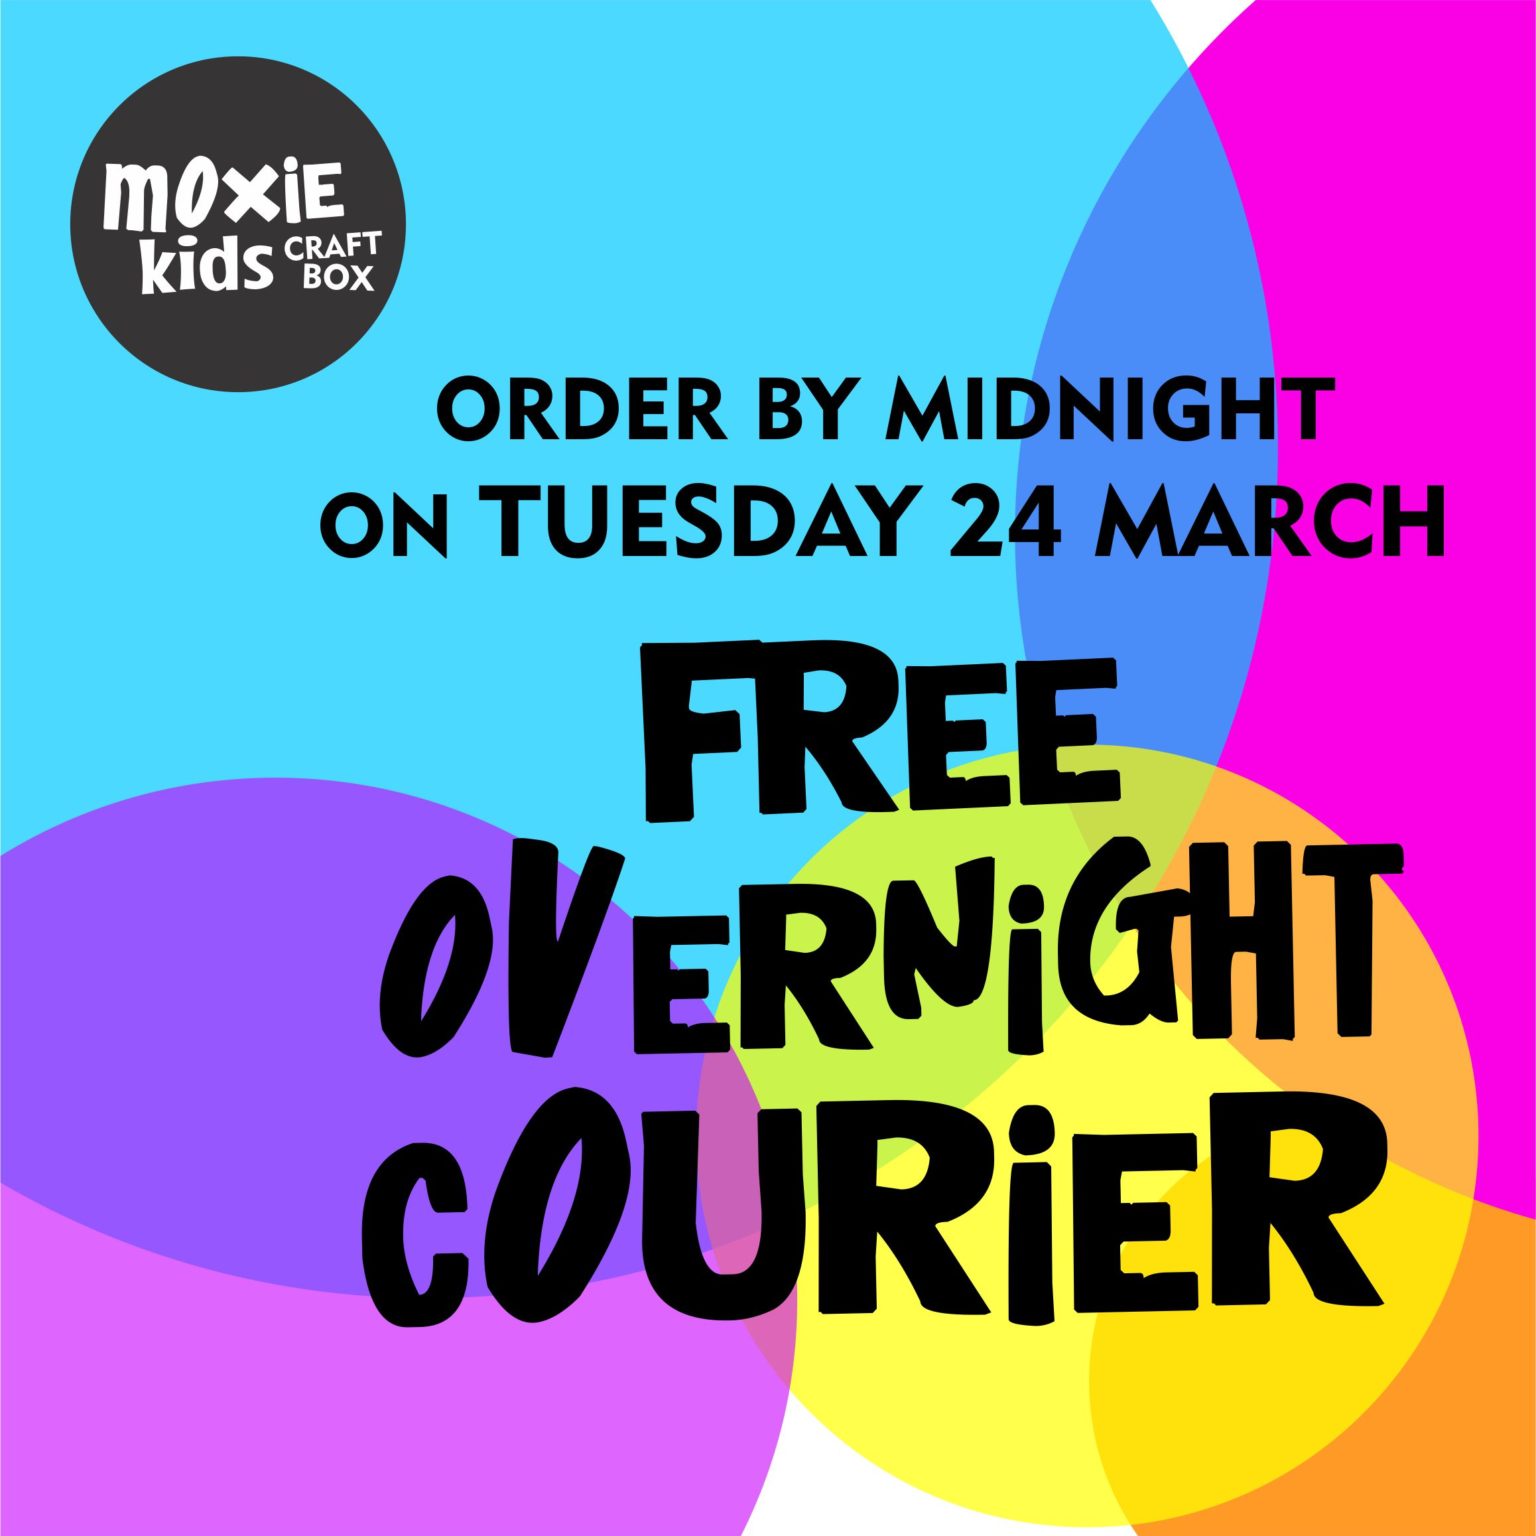 moxiE
kids CRAFT
BOX
ORDER BY MIDNIGHT
ON TUESDAY 24 MARCH
FREE
OVERNiGHT
COURiER